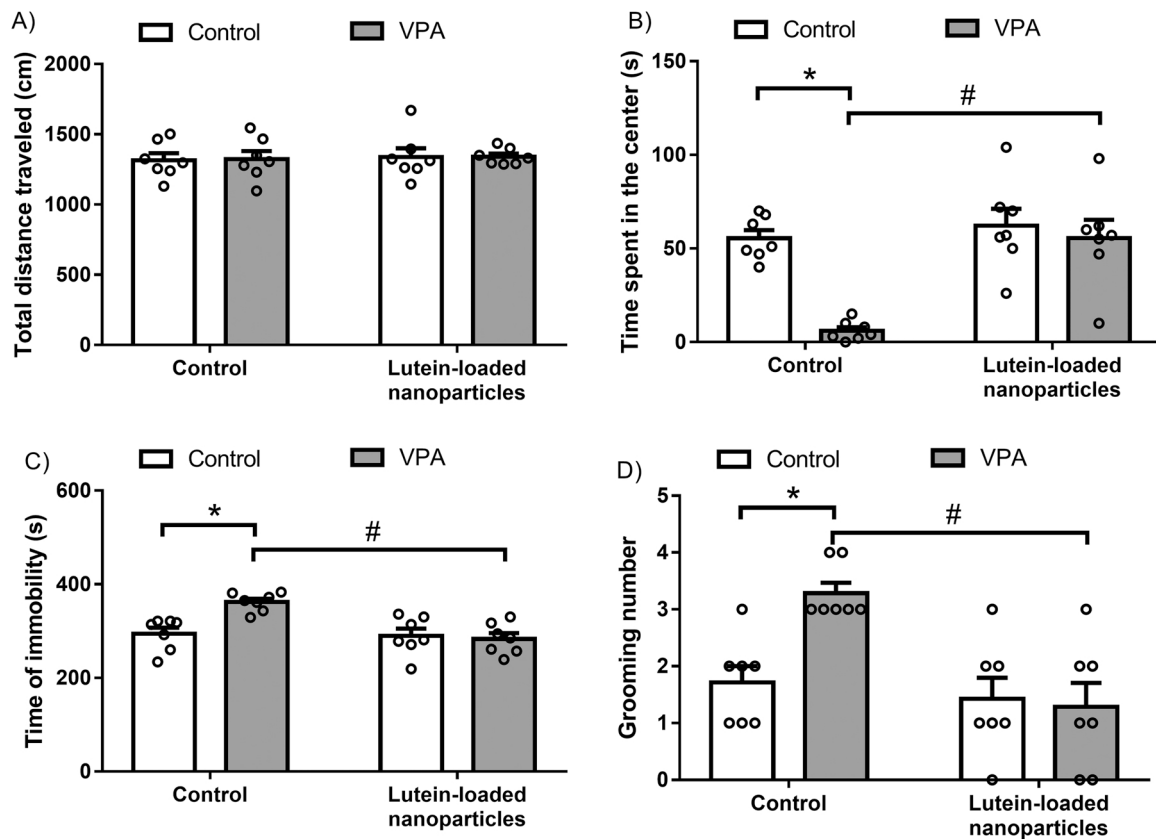 A)
Control VPA
Total distance traveled (cm)
2000
1500
1000
500
0
Control
Lutein-loaded
nanoparticles
B)
Control VPA
Time spent in the center (s)
150
100
50
0
*
#
Control
Lutein-loaded
nanoparticles
C)
Control VPA
Time of immobility (s)
600
400
200
0
*
#
Control
Lutein-loaded
nanoparticles
D)
Control VPA
Grooming number
5
4
3
2
1
0
*
#
Control
Lutein-loaded
nanoparticles